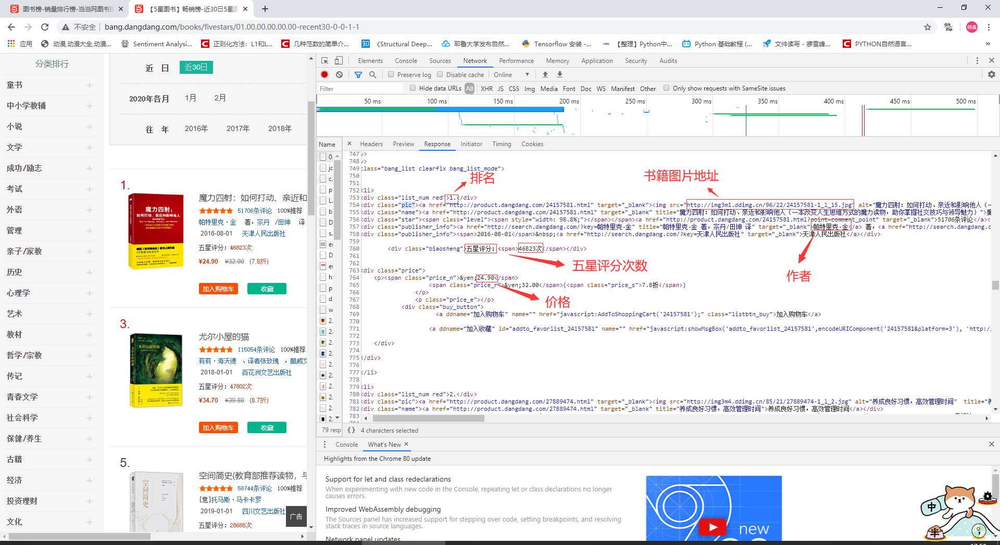 图书榜-销量排行榜-当当网图书排
【5星图书】畅销榜-近30日5星图
不安全
bang.dangdang.com/books/fivestars/01.00.00.00.00.00-recent30-0-0-1-1
Git
Zip
应用
动漫,动漫大全,动漫...
Sentiment Analysi...
正则化方法：L1和L...
几种范数的简单介...
知
《Structural Deep...
耶鲁大学发布自然...
Tensorflow 安装 -...
【整理】Python中...
Python 基础教程 (...
文件读写 - 廖雪峰...
PYTHON自然语言...
»
分类排行
童书
中小学教辅
小说
文学
成功/励志
考试
外语
管理
亲子/家教
历史
心理学
艺术
教材
哲学/宗教
传记
青春文学
社会科学
保健/养生
古籍
经济
投资理财
文化
近 日
近30日
2020年各月
1月
2月
往 年
2016年
2017年
2018年
1.
魔力四射：
如何打动、亲近和影响他人
魔力四射：如何打动、亲近和
51706条评论
100%推荐
帕特里克·金 著，宗丹 /田坤 译
2016-08-01 天津人民出版社
五星评分：46823次
¥24.90 ¥32.00 (7.8折)
加入购物车
收藏
3.
尤尔小屋的猫
尤尔小屋的猫
115054条评论
100%推荐
莉莉·海沃德 、译者张玫瑰 ，酷威文
2018-01-01 百花洲文艺出版社
五星评分：47802次
¥34.70 ¥39.80 (8.7折)
加入购物车
收藏
5.
空间简史
空间简史(教育部推荐读物，与
58744条评论
100%推荐
[意]托马斯·马卡卡罗
2019-01-01 四川文艺出版社
五星评分：28688次
广告
Elements
Console
Sources
Network
Performance
Memory
Application
Security
Audits
Preserve log
Disable cache
Online
Filter
Hide data URLs
All
XHR
JS
CSS
Img
Media
Font
Doc
WS
Manifest
Other
Only show requests with SameSite issues
50 ms
100 ms
150 ms
200 ms
250 ms
300 ms
350 ms
400 ms
450 ms
500 ms
Name
Headers
Preview
Response
Initiator
Timing
Cookies
747 /> 
748 />
749 class="bang_list clearfix bang_list_mode">
750
751
752 <li>
753 <div class="list_num red">1.</div>
754 <div class="pic"><a href="http://product.dangdang.com/24157581.html" target="_blank"><img src="http://img3m1.ddimg.cn/96/22/24157581-1_l_15.jpg" alt="魔力四射：如何打动、亲近和影响他人（一
755 <div class="name"><a href="http://product.dangdang.com/24157581.html" target="_blank" title="魔力四射：如何打动、亲近和影响他人（一本改变人生思维方式的魔力读物，助你掌握社交技巧与领导魅力）">魔
756 <div class="star"><span class="level"><span style="width: 98.8%;"></span></span><a href="http://product.dangdang.com/24157581.html?point=comment_point" target="_blank">51706条评论</a><
757 <div class="publisher_info"><a href="http://search.dangdang.com/?key=帕特里克·金" title="帕特里克·金 著，宗丹/田坤 译" target="_blank">帕特里克·金</a> 著，<a href="http://search.dangdang.c
758 <div class="publisher_info"><span>2016-08-01</span>&nbsp;<a href="http://search.dangdang.com/?key=天津人民出版社" target="_blank">天津人民出版社</a></div>
759
760 <div class="biaosheng">五星评分：<span>46823次</span></div>
761
762
763 <div class="price">
764 <p><span class="price_n">&yen;24.90</span>
765 <span class="price_r">&yen;32.00</span>(<span class="price_s">7.8折</span>)
766 </p>
767 <p class="price_e"></p>
768 <div class="buy_button">
769 <a ddname="加入购物车" name="" href="javascript:AddToShoppingCart('24157581');" class="listbtn_buy">加入购物车</a>
770
771 <a ddname="加入收藏" id="addto_favorlist_24157581" name="" href="javascript:showMsgBox('addto_favorlist_24157581',encodeURIComponent('24157581&platform=3'), 'http:/
772
773 </div>
774
775 </div>
776
777 </li>
778
779 <li>
780 <div class="list_num red">2.</div>
781 <div class="pic"><a href="http://product.dangdang.com/27889474.html" target="_blank"><img src="http://img3m4.ddimg.cn/85/21/27889474-1_l_2.jpg" alt="养成良好习惯，高效管理时间" title="养
782 <div class="name"><a href="http://product.dangdang.com/27889474.html" target="_blank" title="养成良好习惯，高效管理时间">养成良好习惯，高效管理时间</a></div>
783
排名
书籍图片地址
五星评分次数
作者
价格
79 requ
{} 4 characters selected
Console
What's New
Highlights from the Chrome 80 update
Support for let and class redeclarations
When experimenting with new code in the Console, repeating let or class declarations no longer
causes errors.
Improved WebAssembly debugging
The Sources panel has increased support for stepping over code, setting breakpoints, and resolving
stack traces in source languages.
Network panel updates
new
中
半